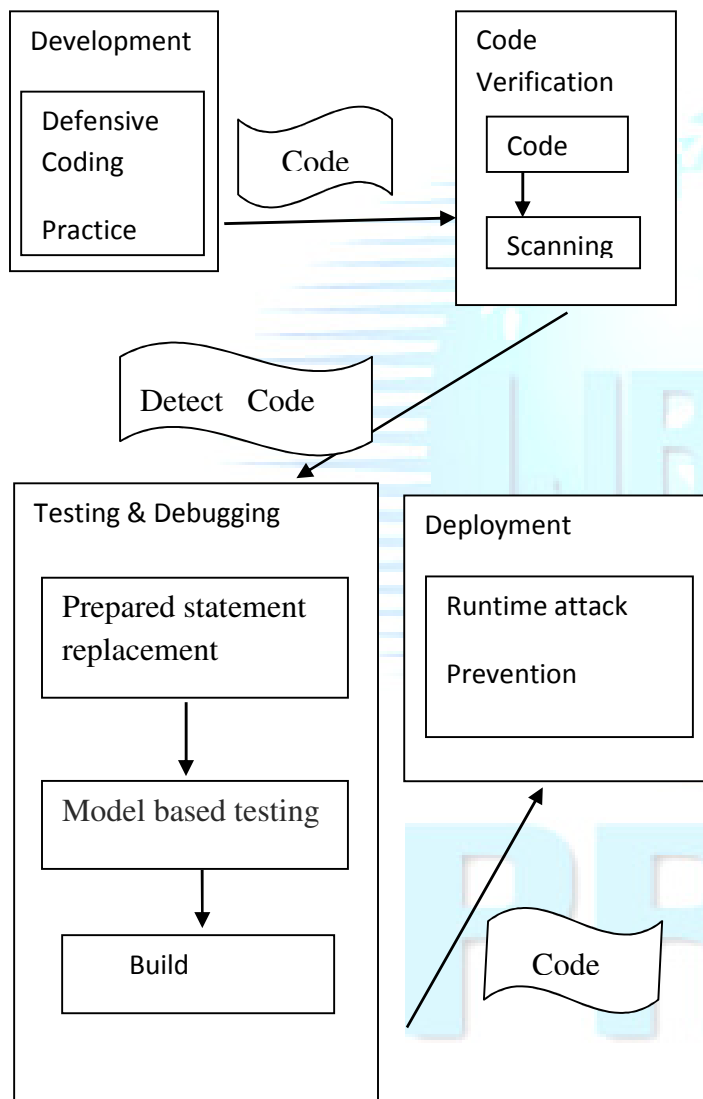 Development
Defensive
Coding
Practice
Code
Code
Verification
Code
Scanning
Detect Code
Testing & Debugging
Prepared statement
replacement
Model based testing
Build
Deployment
Runtime attack
Prevention
Code